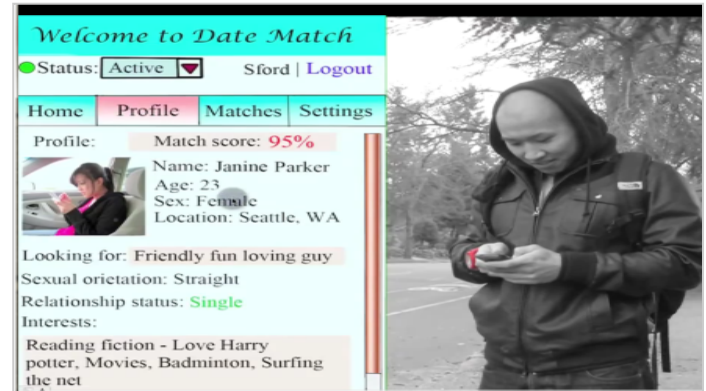 Welcome to Date Match
Status: Active Sford | Logout
Home Profile Matches Settings
Profile: Match score: 95%
Name: Janine Parker
Age: 23
Sex: Female
Location: Seattle, WA
Looking for: Friendly fun loving guy
Sexual orietation: Straight
Relationship status: Single
Interests:
Reading fiction - Love Harry
potter, Movies, Badminton, Surfing
the net